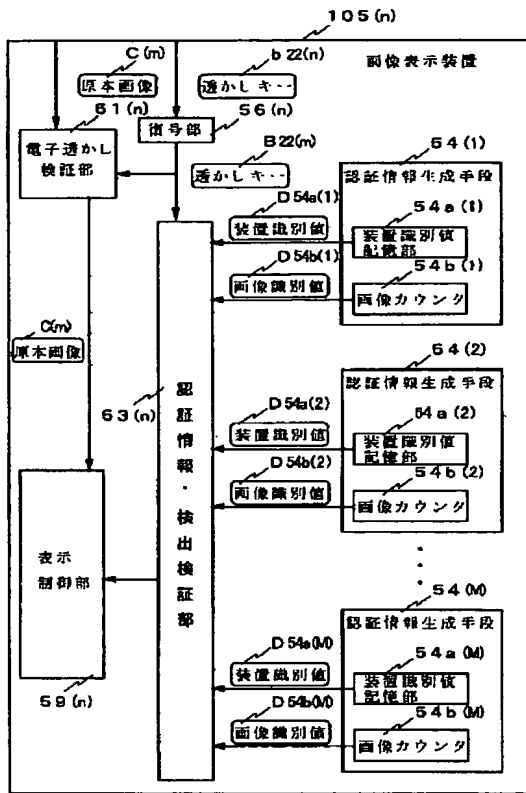 105(n)
C(m)
b22(n)
画像表示装置
原本画像
透かしキー
61(n)
56(n)
復号部
電子透かし
検証部
B22(m)
透かしキー
54(1)
認証情報生成手段
D54a(1)
装置識別値
54a(1)
装置識別値
記憶部
D54b(1)
画像識別値
54b(1)
画像カウンタ
C(m)
原本画像
63(n)
認証情報・検出検証部
54(2)
認証情報生成手段
D54a(2)
装置識別値
54a(2)
装置識別値
記憶部
D54b(2)
画像識別値
54b(2)
画像カウンタ
表示
制御部
59(n)
54(M)
認証情報生成手段
D54a(M)
装置識別値
54a(M)
装置識別値
記憶部
D54b(M)
画像識別値
54b(M)
画像カウンタ